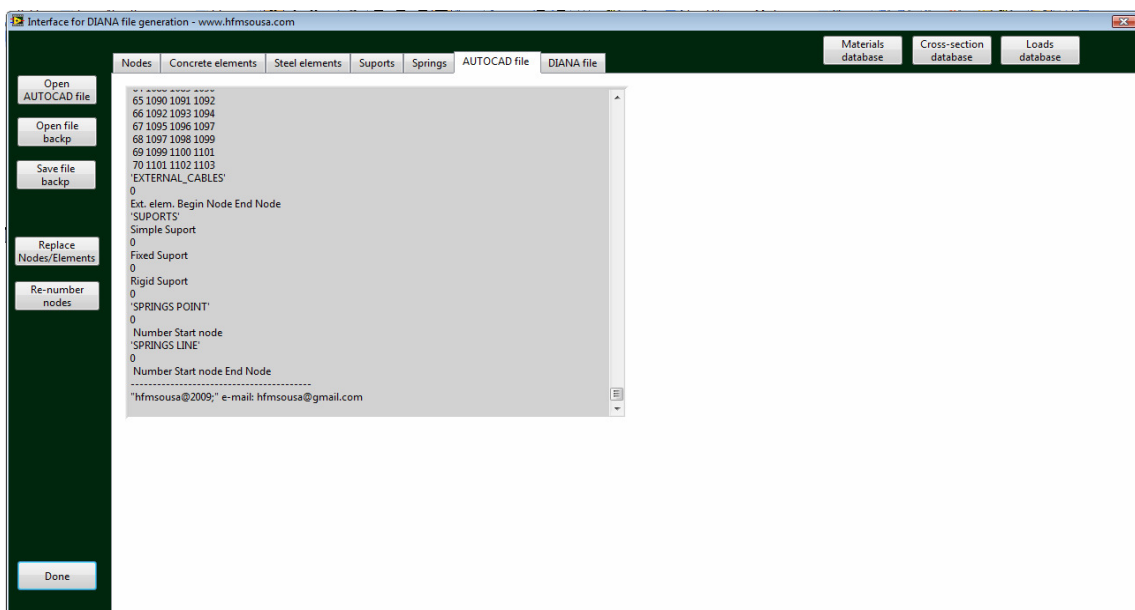 Interface for DIANA file generation - www.hfmsousa.com
Materials database
Cross-section database
Loads database
Nodes
Concrete elements
Steel elements
Suports
Springs
AUTOCAD file
DIANA file
Open
AUTOCAD file
Open file
backp
Save file
backp
Replace
Nodes/Elements
Re-number
nodes
Done
65 1090 1091 1092
66 1092 1093 1094
67 1095 1096 1097
68 1097 1098 1099
69 1099 1100 1101
70 1101 1102 1103
'EXTERNAL_CABLES'
0
Ext. elem. Begin Node End Node
'SUPORTS'
Simple Suport
0
Fixed Suport
0
Rigid Suport
0
'SPRINGS POINT'
0
Number Start node
'SPRINGS LINE'
0
Number Start node End Node
-----------------------------------------
"hfmsousa@2009;" e-mail: hfmsousa@gmail.com